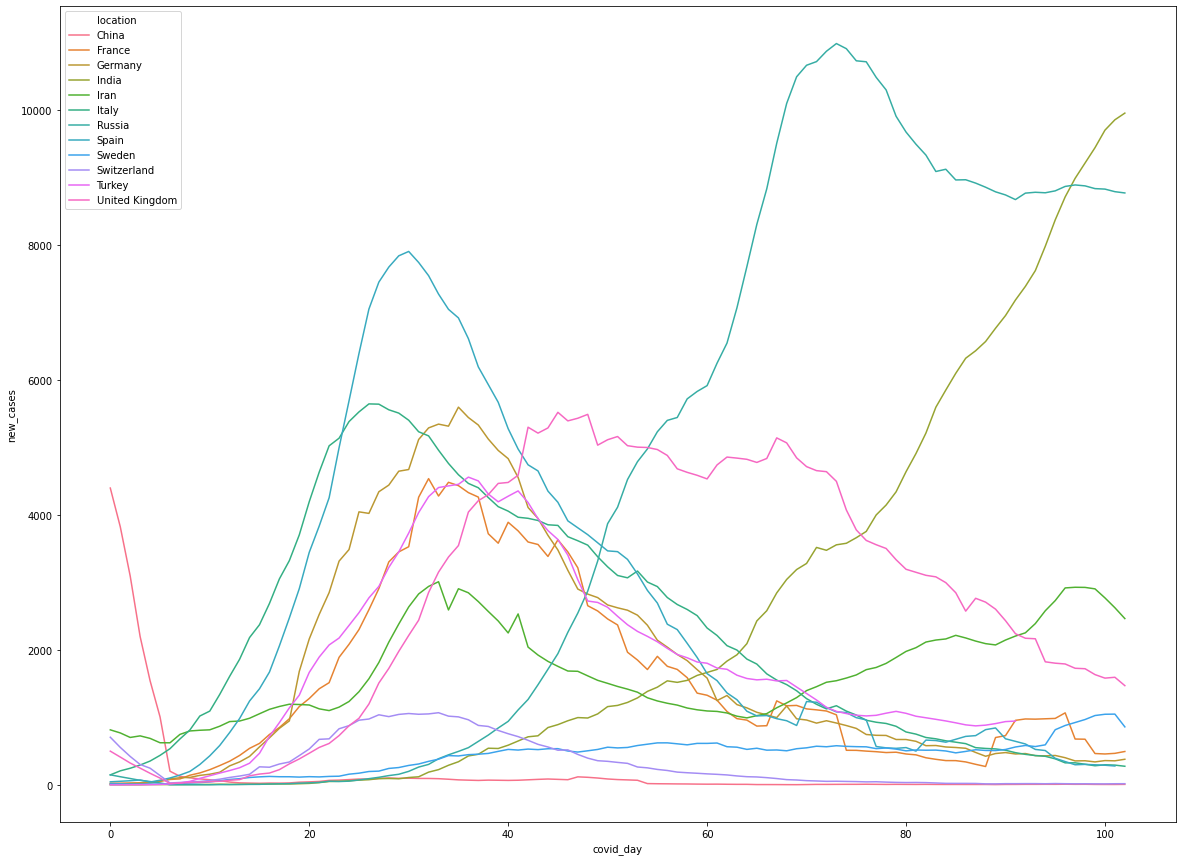 location
China
France
Germany
India
Iran
Italy
Russia
Spain
Sweden
Switzerland
Turkey
United Kingdom
10000
8000
6000
4000
2000
0
new_cases
0 20 40 60 80 100
covid_day